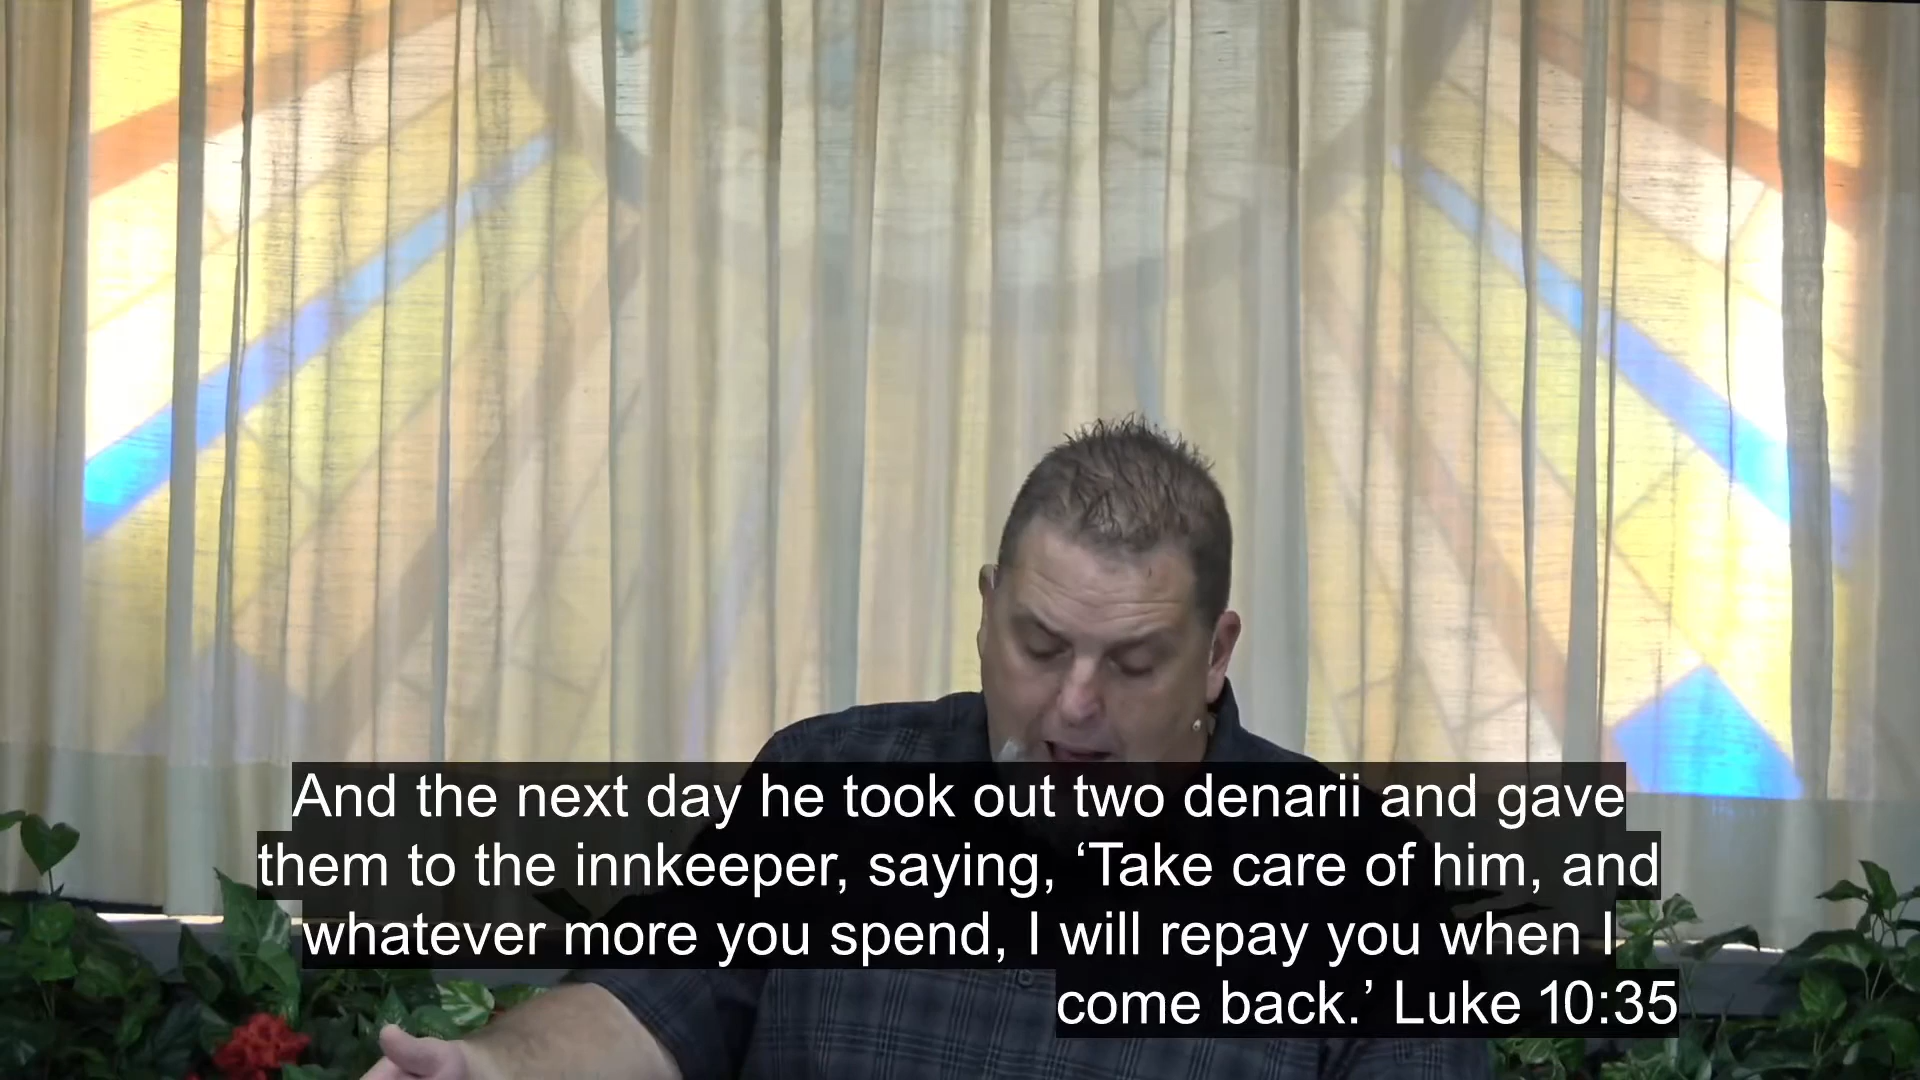 And the next day he took out two denarii and gave
them to the innkeeper, saying, ‘Take care of him, and
whatever more you spend, I will repay you when I
come back.’ Luke 10:35